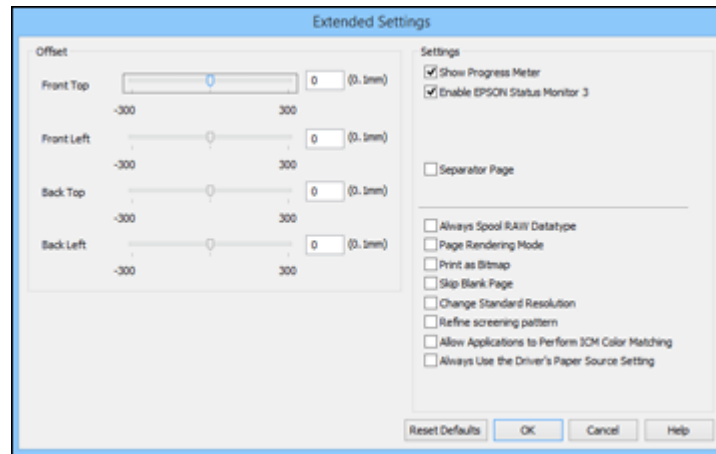 Extended Settings
Offset
Front Top
0 (0.1mm)
-300 300
Front Left
0 (0.1mm)
-300 300
Back Top
0 (0.1mm)
-300 300
Back Left
0 (0.1mm)
-300 300
Settings
Show Progress Meter
Enable EPSON Status Monitor 3
Separator Page
Always Spool RAW Datatype
Page Rendering Mode
Print as Bitmap
Skip Blank Page
Change Standard Resolution
Refine screening pattern
Allow Applications to Perform ICM Color Matching
Always Use the Driver's Paper Source Setting
Reset Defaults OK Cancel Help